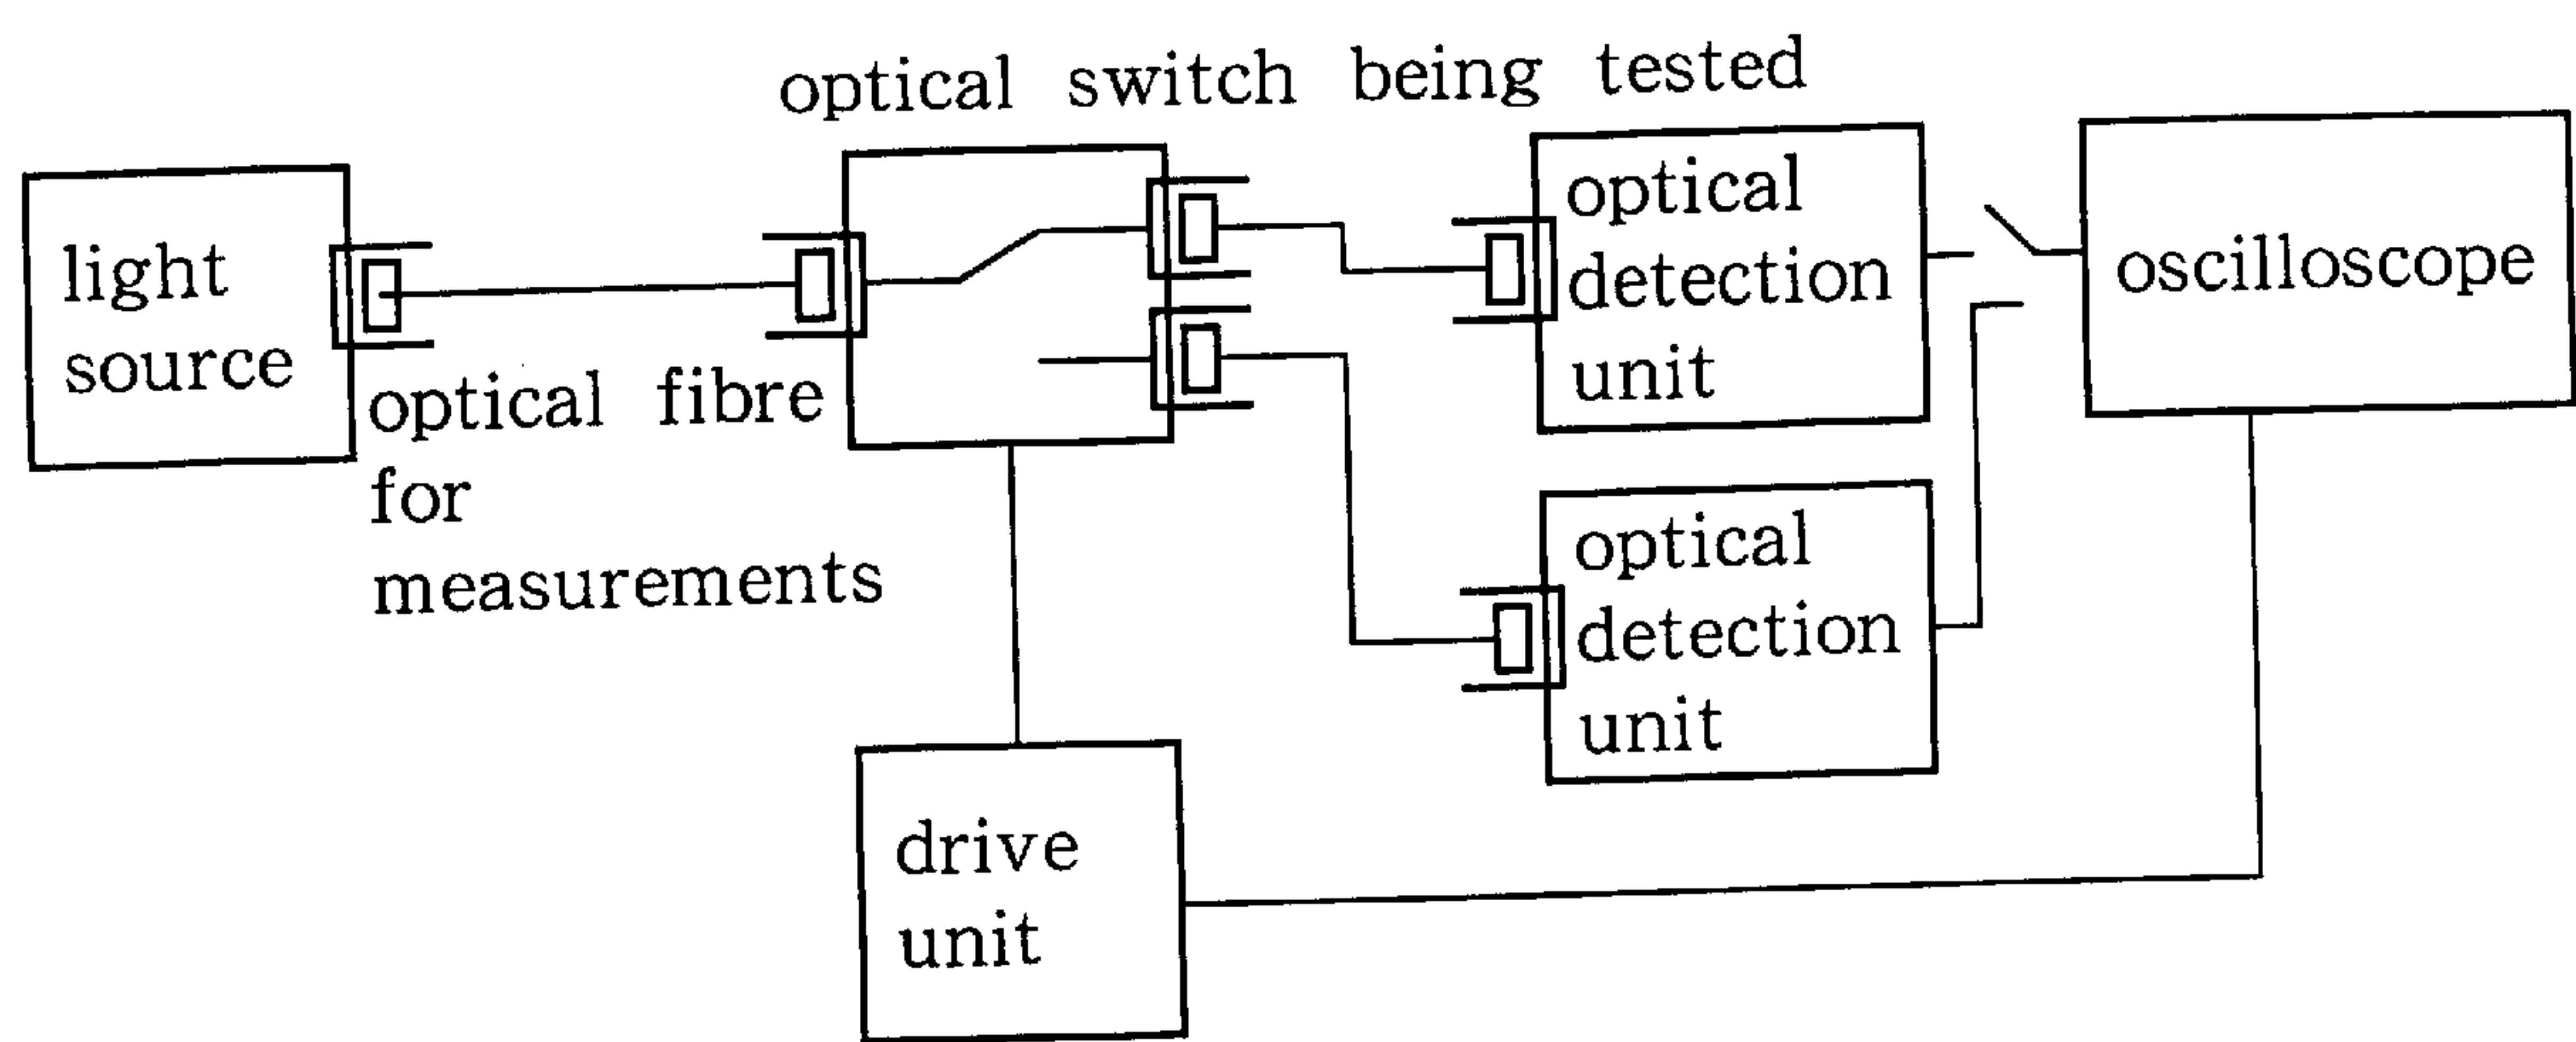 optical switch being tested
light
source
optical fibre
for
measurements
optical
detection
unit
oscilloscope
optical
detection
unit
drive
unit